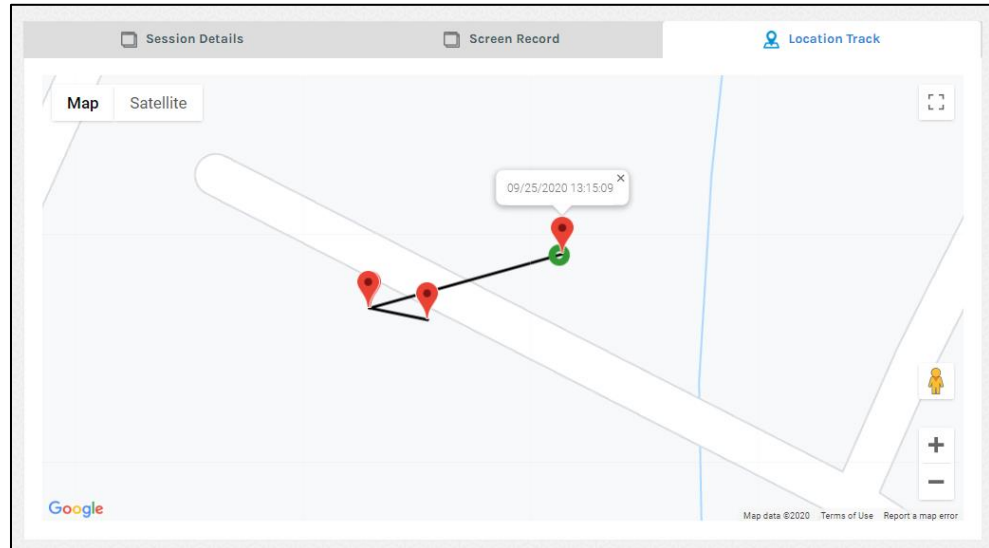 Session Details
Screen Record
Location Track
Map
Satellite
09/25/2020 13:15:09
Google
Map data ©2020
Terms of Use
Report a map error